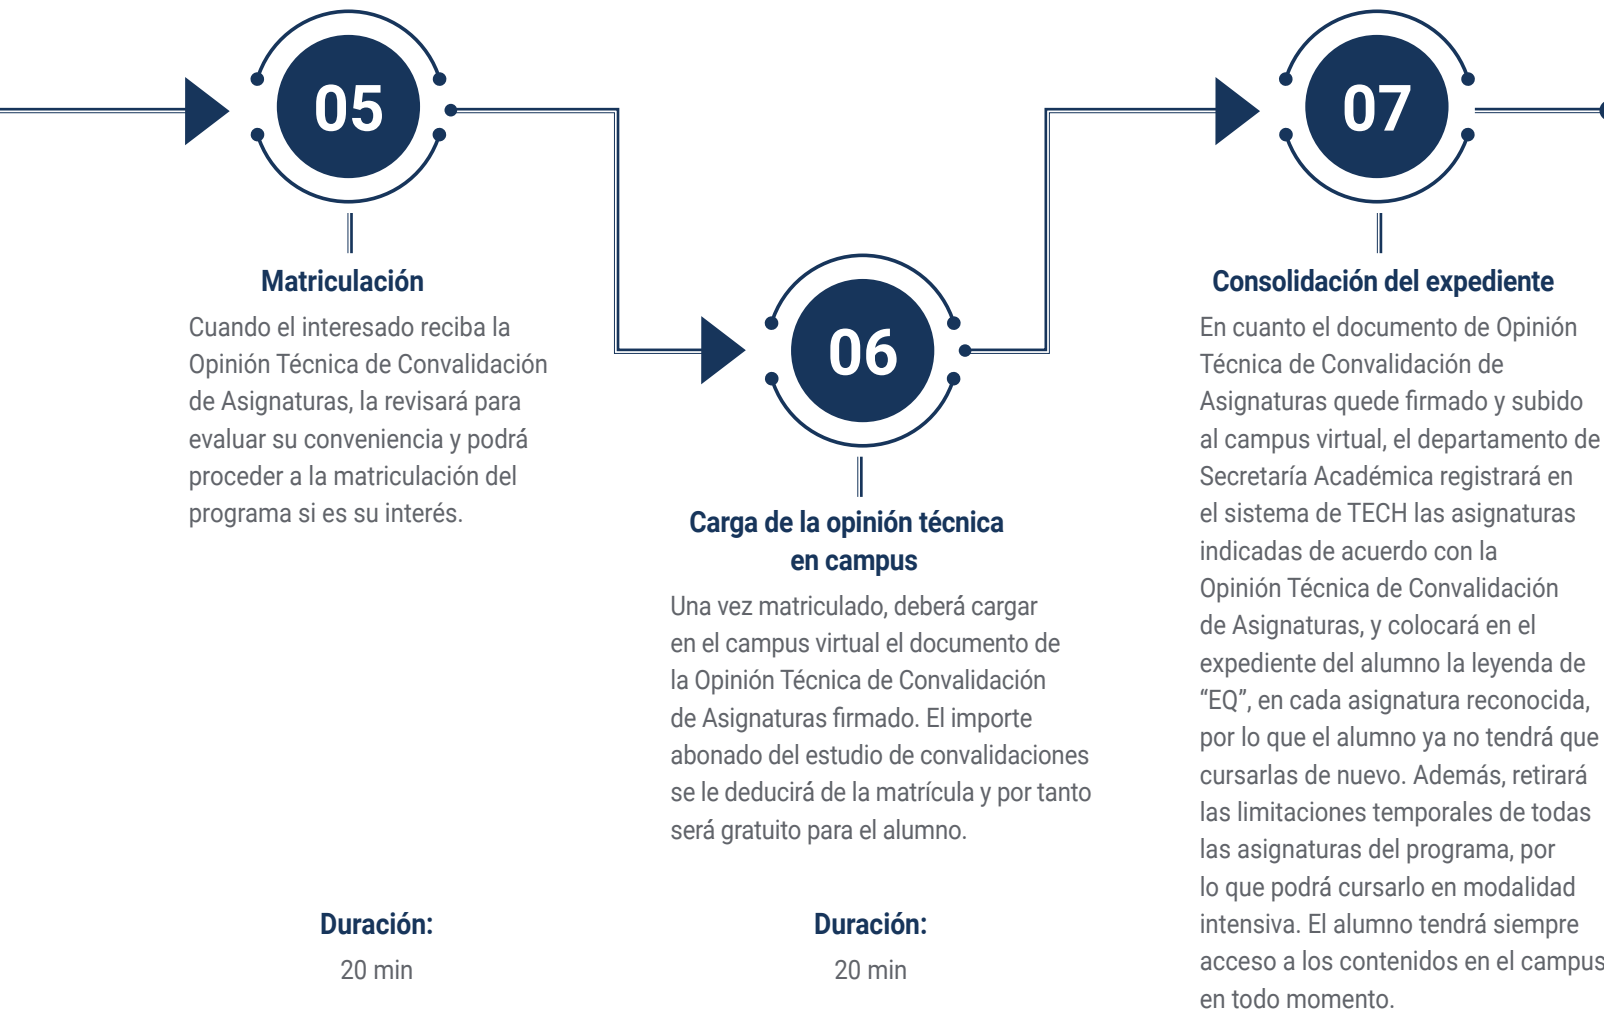 05
Matriculación
Cuando el interesado reciba la
Opinión Técnica de Convalidación
de Asignaturas, la revisará para
evaluar su conveniencia y podrá
proceder a la matriculación del
programa si es su interés.
Duración:
20 min
06
Carga de la opinión técnica
en campus
Una vez matriculado, deberá cargar
en el campus virtual el documento de
la Opinión Técnica de Convalidación
de Asignaturas firmado. El importe
abonado del estudio de convalidaciones
se le deducirá de la matrícula y por tanto
será gratuito para el alumno.
Duración:
20 min
07
Consolidación del expediente
En cuanto el documento de Opinión
Técnica de Convalidación de
Asignaturas quede firmado y subido
al campus virtual, el departamento de
Secretaría Académica registrará en
el sistema de TECH las asignaturas
indicadas de acuerdo con la
Opinión Técnica de Convalidación
de Asignaturas, y colocará en el
expediente del alumno la leyenda de
“EQ”, en cada asignatura reconocida,
por lo que el alumno ya no tendrá que
cursarlas de nuevo. Además, retirará
las limitaciones temporales de todas
las asignaturas del programa, por
lo que podrá cursarlo en modalidad
intensiva. El alumno tendrá siempre
acceso a los contenidos en el campus
en todo momento.